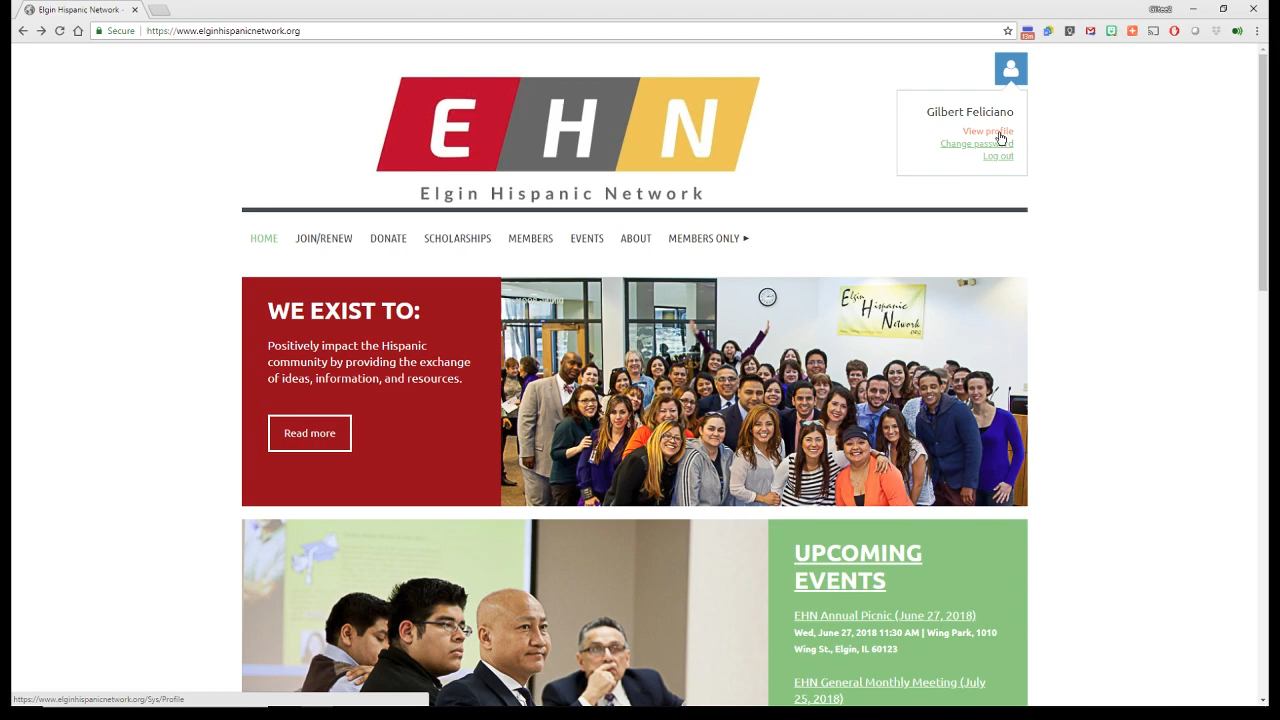 Elgin Hispanic Network -
Gilfee2
Secure https://www.elginhispanicnetwork.org
13m
EHN
Elgin Hispanic Network
Gilbert Feliciano
View profile
Change password
Log out
HOME JOIN/RENEW DONATE SCHOLARSHIPS MEMBERS EVENTS ABOUT MEMBERS ONLY
WE EXIST TO:
Positively impact the Hispanic
community by providing the exchange
of ideas, information, and resources.
Read more
Elgin
Hispanic
Network
.ORG
UPCOMING
EVENTS
EHN Annual Picnic (June 27, 2018)
Wed, June 27, 2018 11:30 AM | Wing Park, 1010
Wing St., Elgin, IL 60123
EHN General Monthly Meeting (July
25, 2018)
https://www.elginhispanicnetwork.org/Sys/Profile